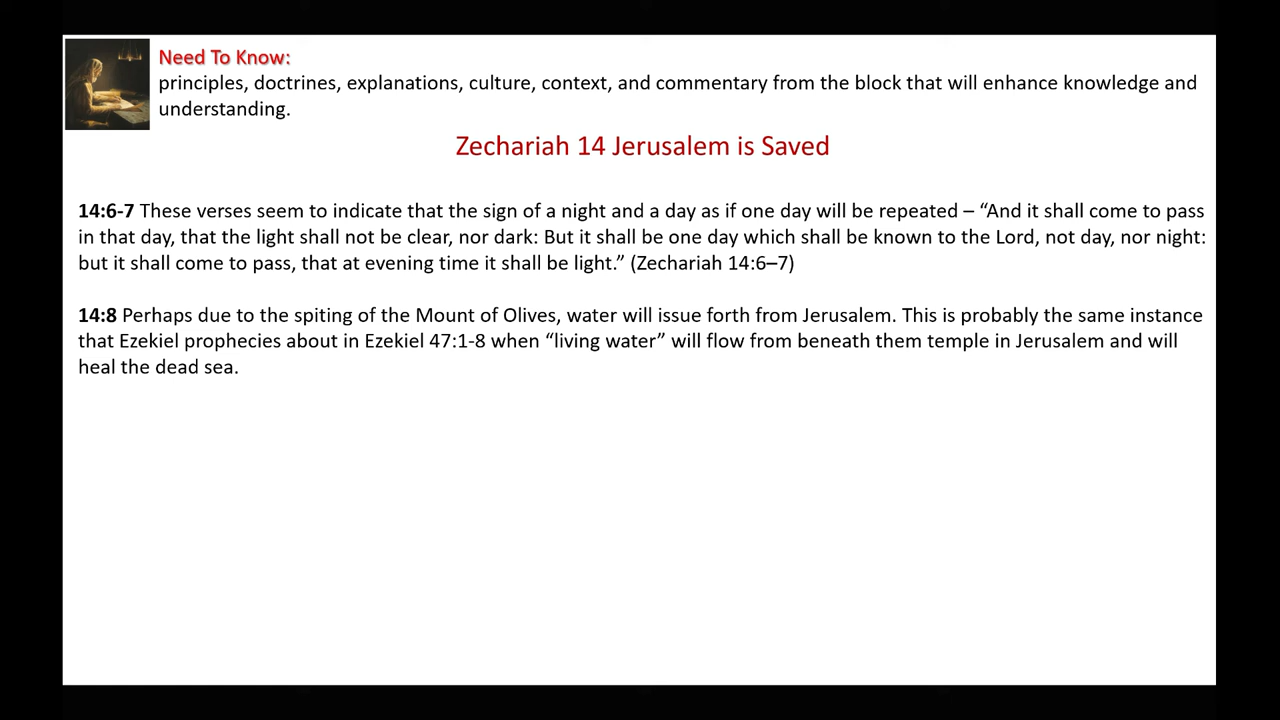 Need To Know:
principles, doctrines, explanations, culture, context, and commentary from the block that will enhance knowledge and
understanding.
Zechariah 14 Jerusalem is Saved
14:6-7 These verses seem to indicate that the sign of a night and a day as if one day will be repeated – “And it shall come to pass
in that day, that the light shall not be clear, nor dark: But it shall be one day which shall be known to the Lord, not day, nor night:
but it shall come to pass, that at evening time it shall be light.” (Zechariah 14:6–7)
14:8 Perhaps due to the spiting of the Mount of Olives, water will issue forth from Jerusalem. This is probably the same instance
that Ezekiel prophecies about in Ezekiel 47:1-8 when “living water” will flow from beneath them temple in Jerusalem and will
heal the dead sea.